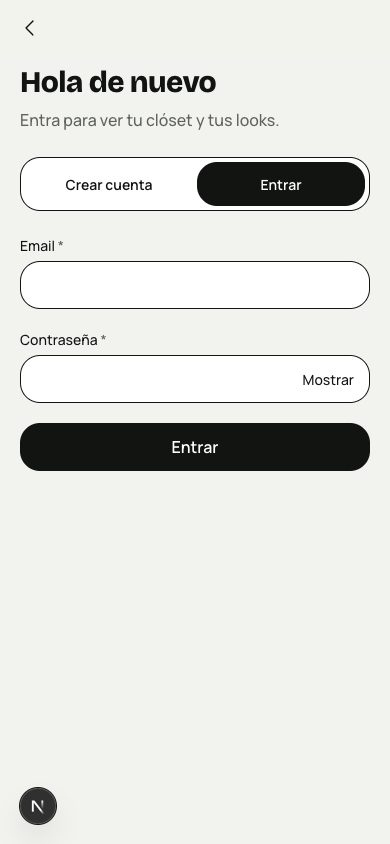 Hola de nuevo
Entra para ver tu clóset y tus looks.
Crear cuenta
Entrar
Email *
Contraseña *
Mostrar
Entrar
N